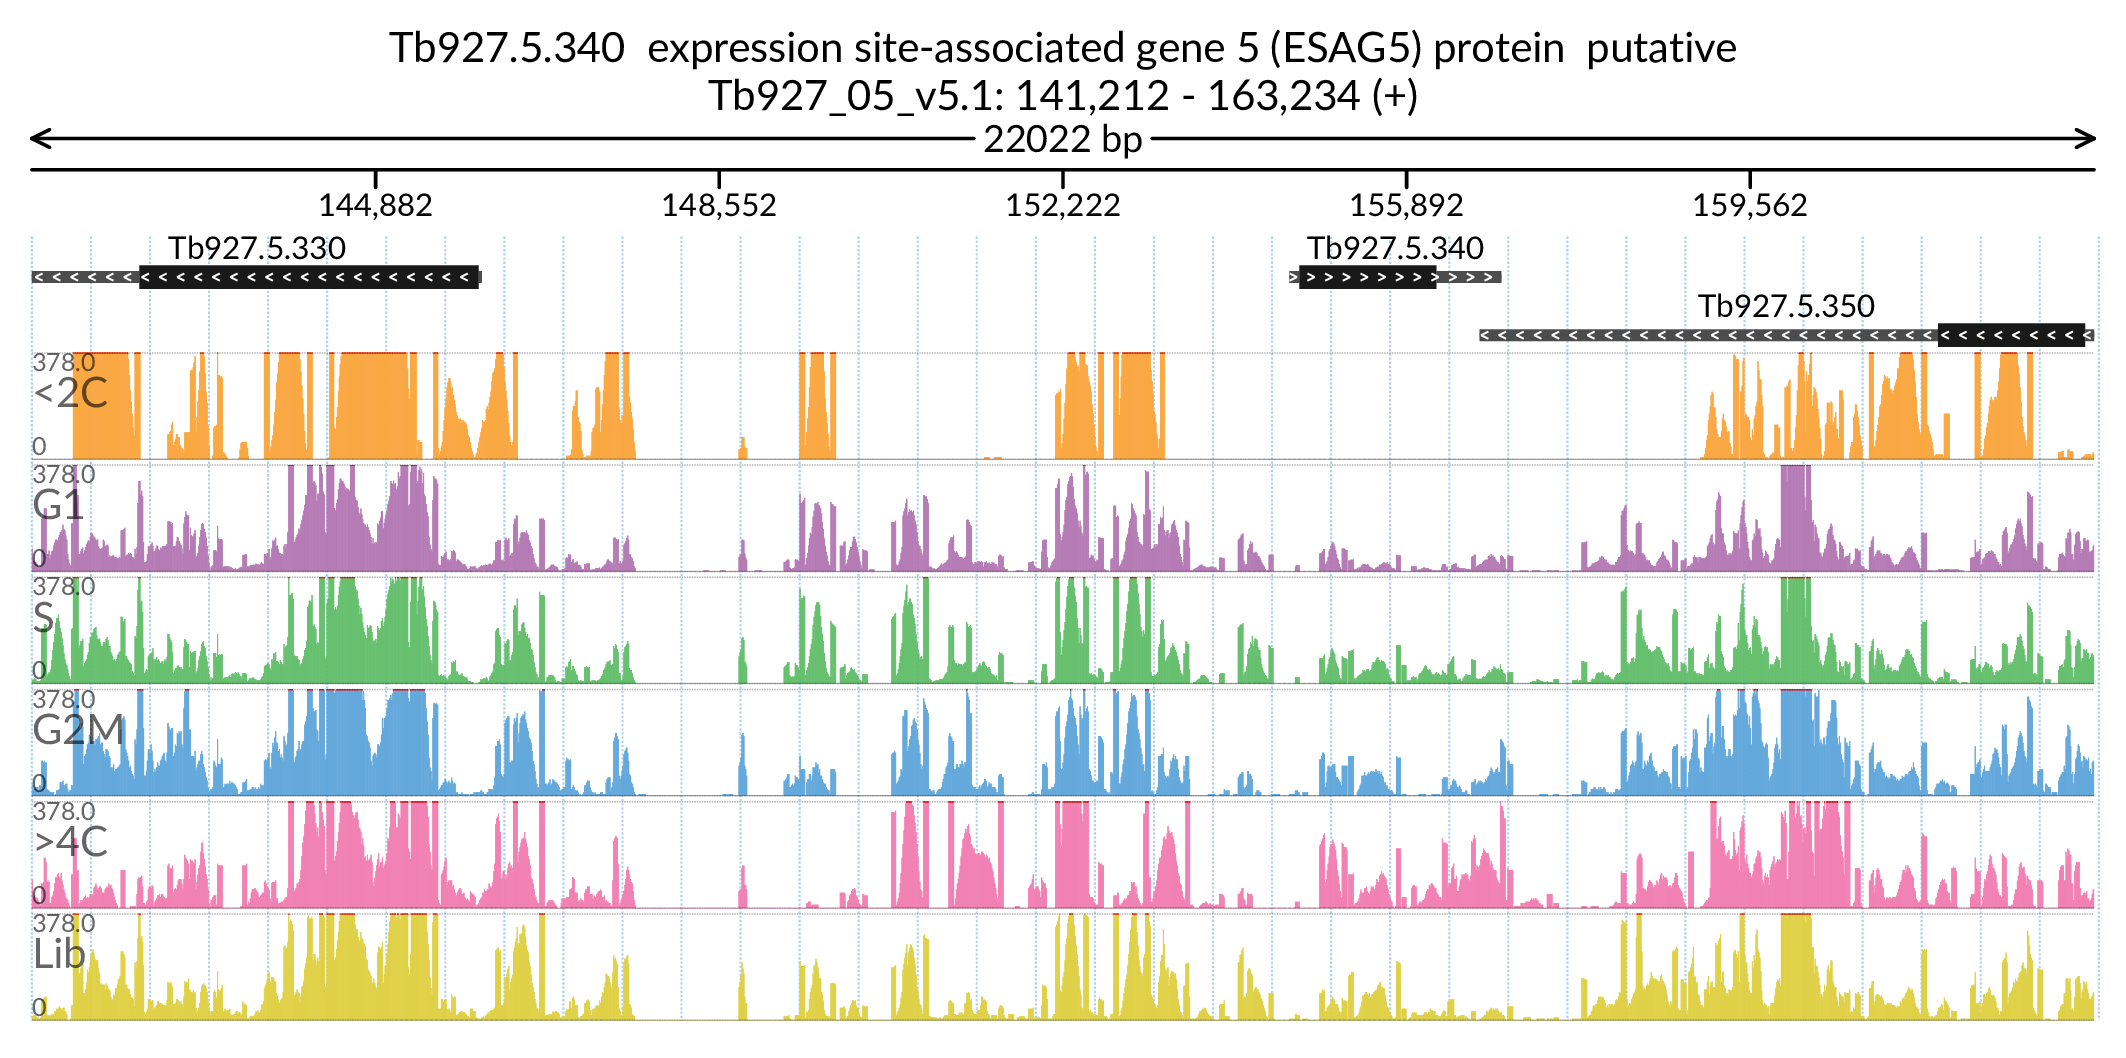 Tb927.5.340  expression site-associated gene 5 (ESAG5) protein  putative
Tb927_05_v5.1: 141,212 - 163,234 (+)
22022 bp
144,882 148,552 152,222 155,892 159,562
Tb927.5.330 Tb927.5.340
Tb927.5.350
378.0
<2C
0
378.0
G1
0
378.0
S
0
378.0
G2M
0
378.0
>4C
0
378.0
Lib
0